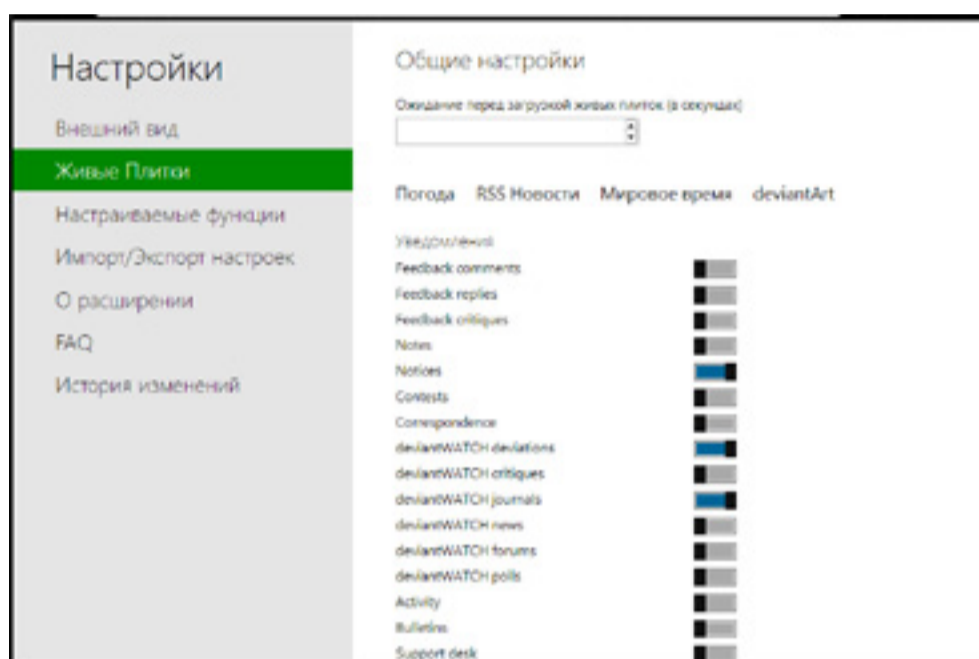 Настройки
Внешний вид
Живые Плитки
Настраиваемые функции
Импорт/Экспорт настроек
О расширении
FAQ
История изменений
Общие настройки
Ожидание перед загрузкой живых плиток (в секундах)
Погода RSS Новости Мировое время deviantArt
Уведомления
Feedback comments
Feedback replies
Feedback critiques
Notes
Notices
Contests
Correspondence
deviantWATCH deviations
deviantWATCH critiques
deviantWATCH journals
deviantWATCH news
deviantWATCH forums
deviantWATCH polls
Activity
Bulletins
Support desk